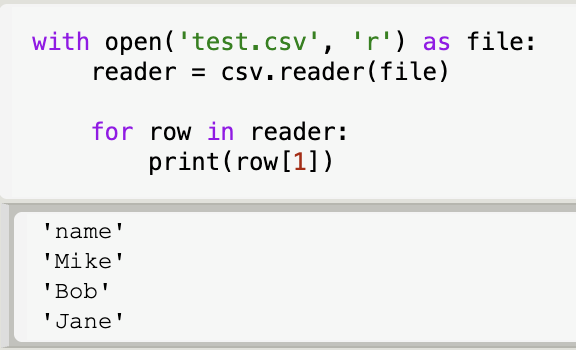 with open('test.csv', 'r') as file:
    reader = csv.reader(file)
    for row in reader:
        print(row[1])
'name'
'Mike'
'Bob'
'Jane'